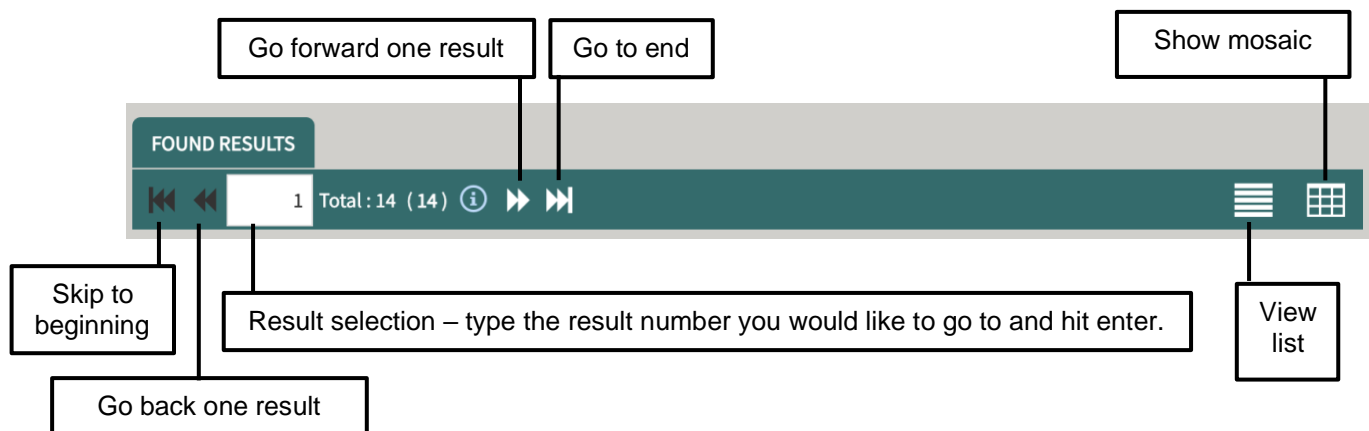 Go forward one result
Go to end
Show mosaic
FOUND RESULTS
1 Total : 14 ( 14 ) i
Skip to
beginning
Result selection – type the result number you would like to go to and hit enter.
View
list
Go back one result